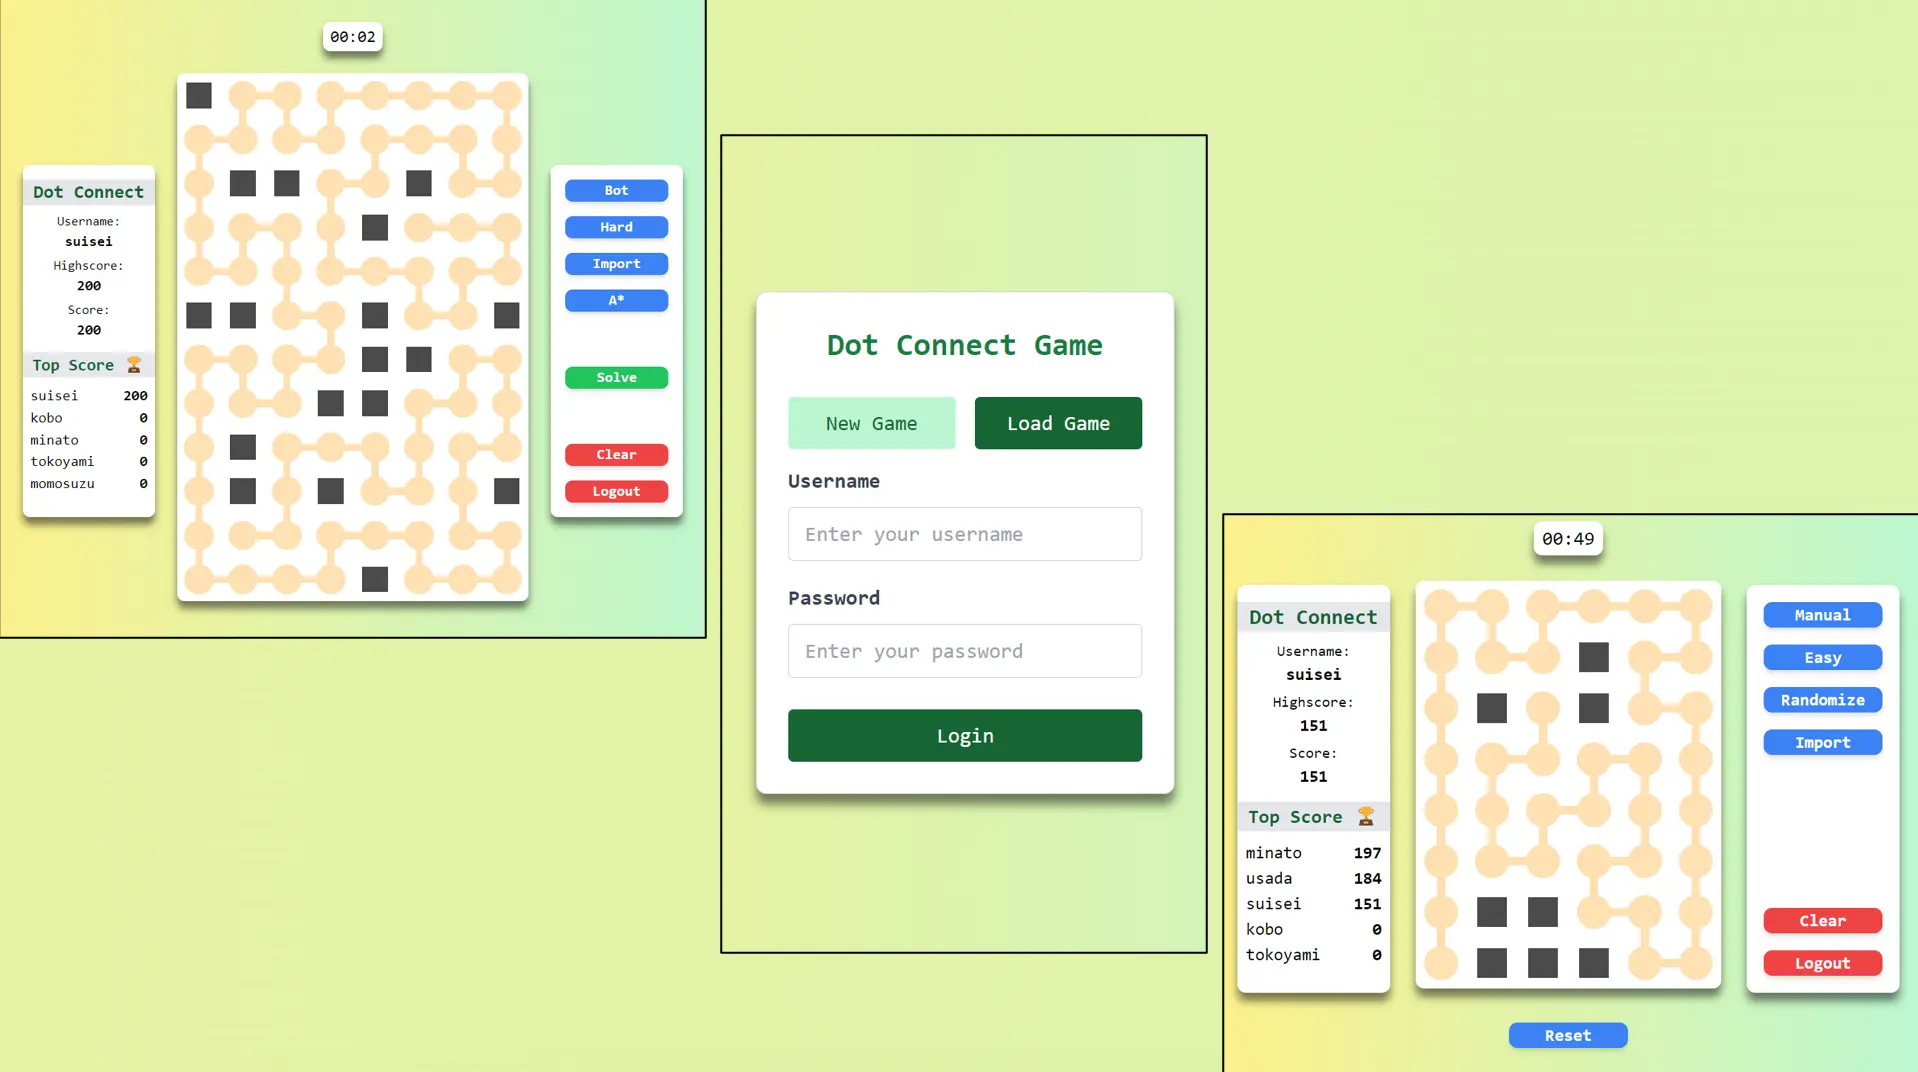 00:02
Dot Connect
Username:
suisei
Highscore:
200
Score:
200
Top Score
suisei 200
kobo 0
minato 0
tokoyami 0
momosuzu 0
Bot
Hard
Import
A*
Solve
Clear
Logout
Dot Connect Game
New Game
Load Game
Username
Enter your username
Password
Enter your password
Login
00:49
Dot Connect
Username:
suisei
Highscore:
151
Score:
151
Top Score
minato 197
usada 184
suisei 151
kobo 0
tokoyami 0
Manual
Easy
Randomize
Import
Clear
Logout
Reset